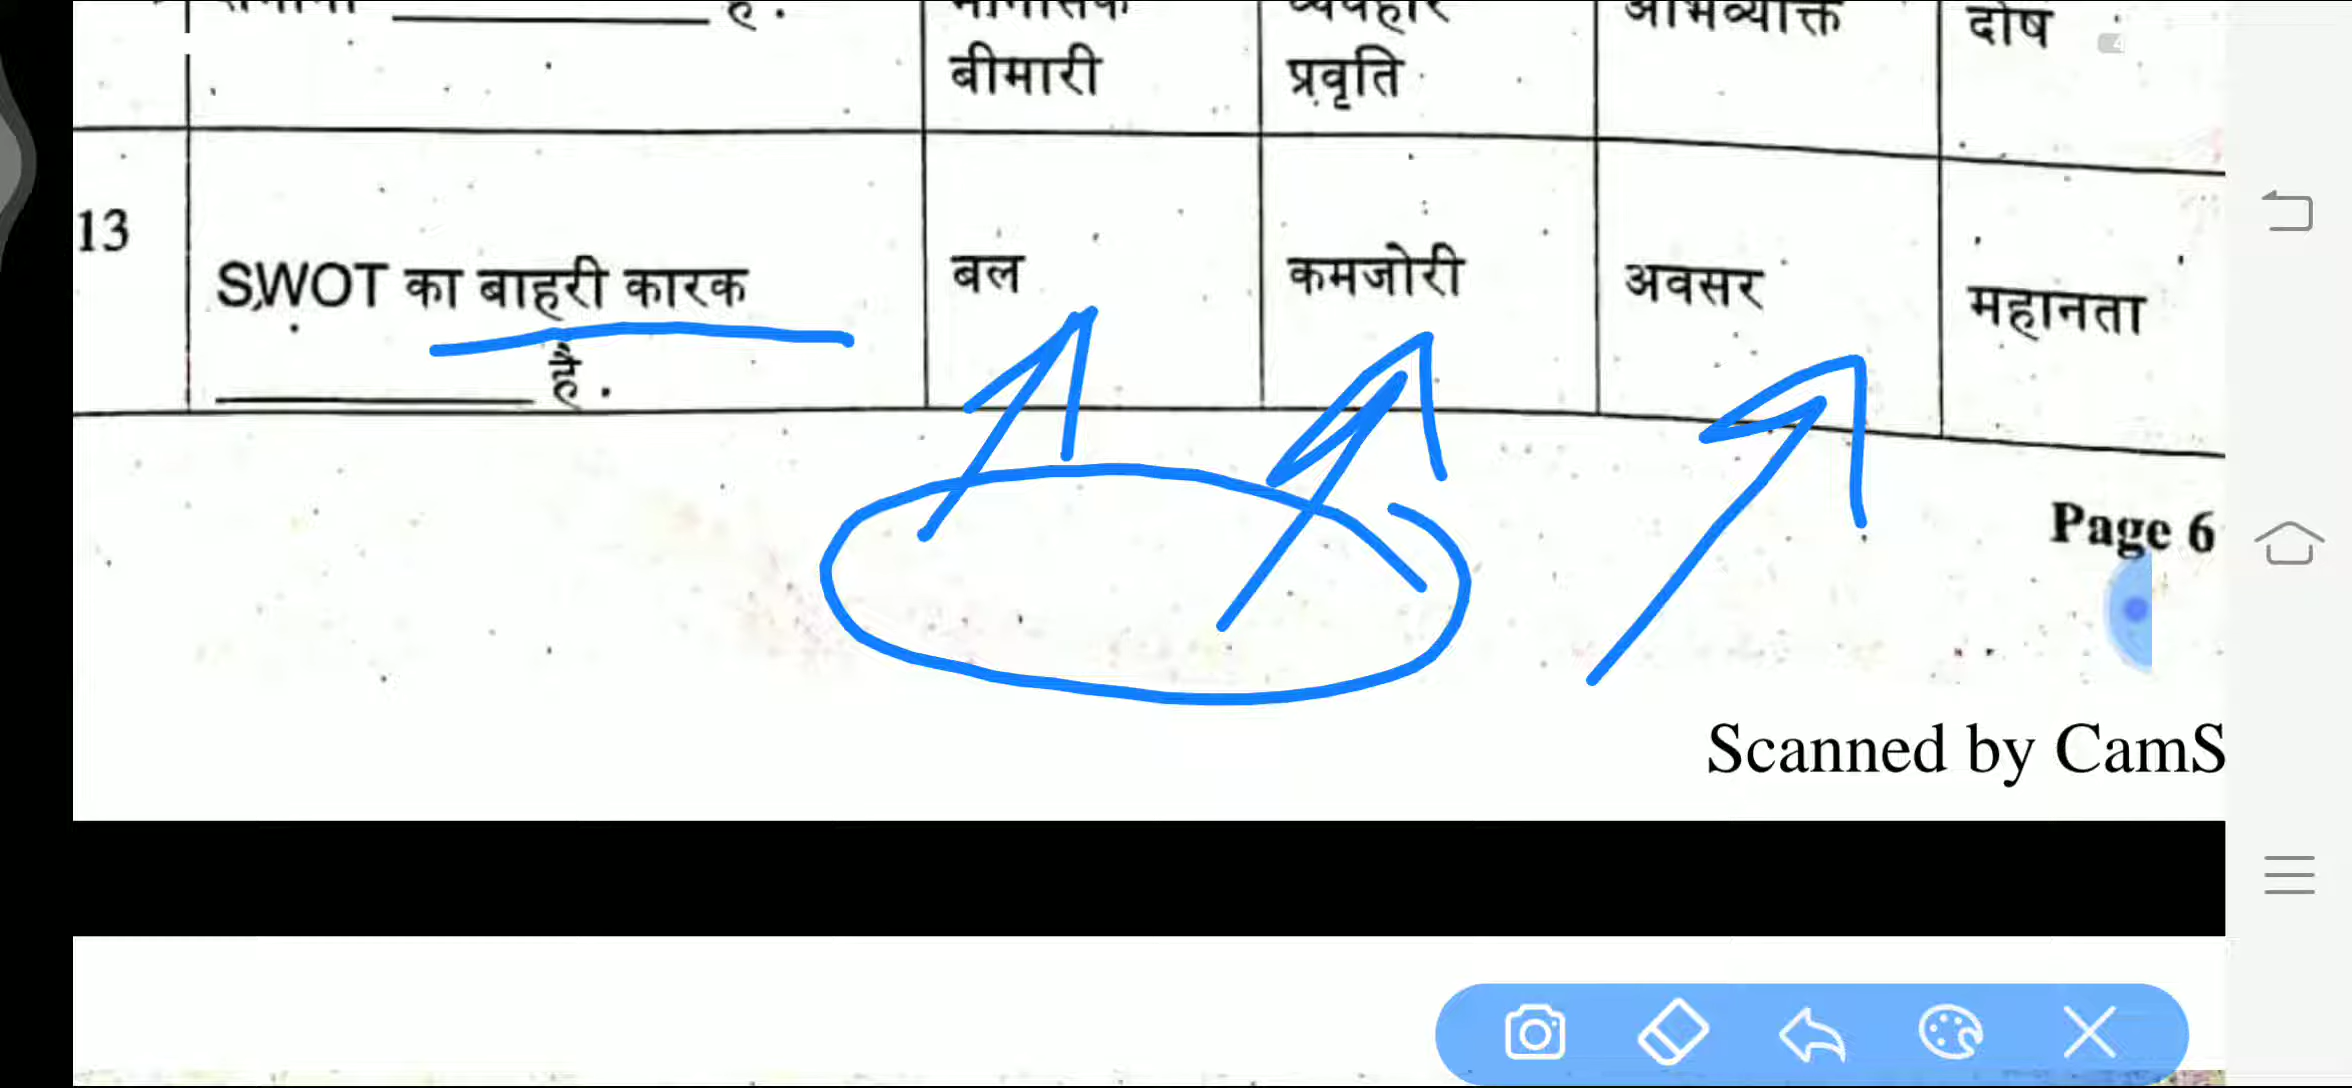 है.
बीमारी
प्रवृति
दोष
13
SWOT का बाहरी कारक
है.
बल
कमजोरी
अवसर
महानता
Page 6
Scanned by CamS